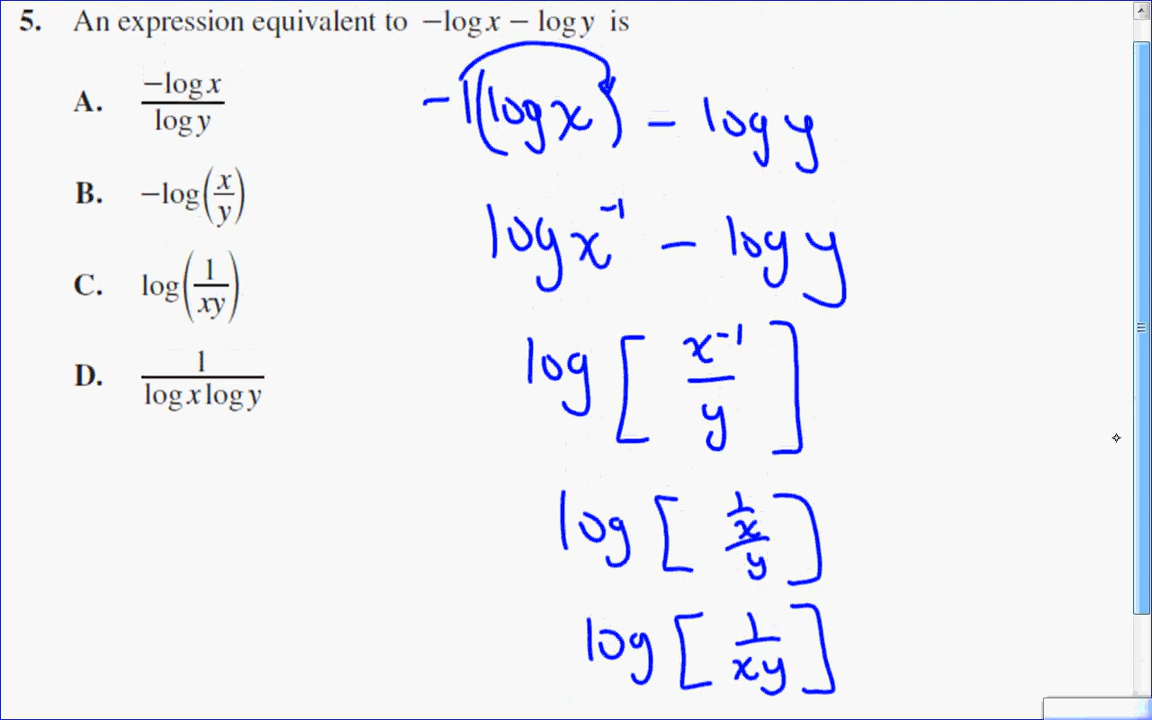 5. An expression equivalent to −log x − log y is
A. −log x / log y
B. −log(x/y)
C. log(1/xy)
D. 1 / log x log y
−1(log x) − log y
log x⁻¹ − log y
log [ x⁻¹ / y ]
log [ 1/x / y ]
log [ 1 / xy ]